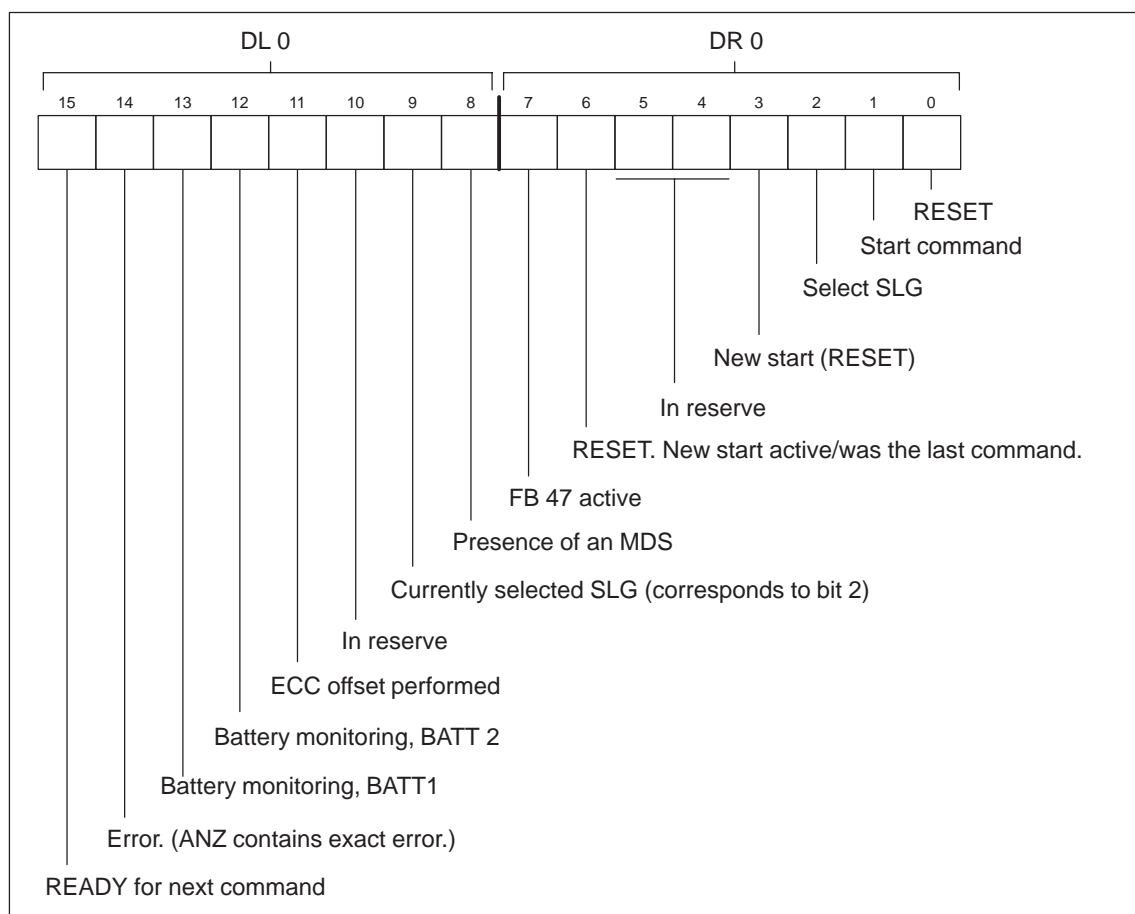 DL 0 DR 0
15 14 13 12 11 10 9 8 7 6 5 4 3 2 1 0
RESET
Start command
Select SLG
New start (RESET)
In reserve
RESET. New start active/was the last command.
FB 47 active
Presence of an MDS
Currently selected SLG (corresponds to bit 2)
In reserve
ECC offset performed
Battery monitoring, BATT 2
Battery monitoring, BATT1
Error. (ANZ contains exact error.)
READY for next command